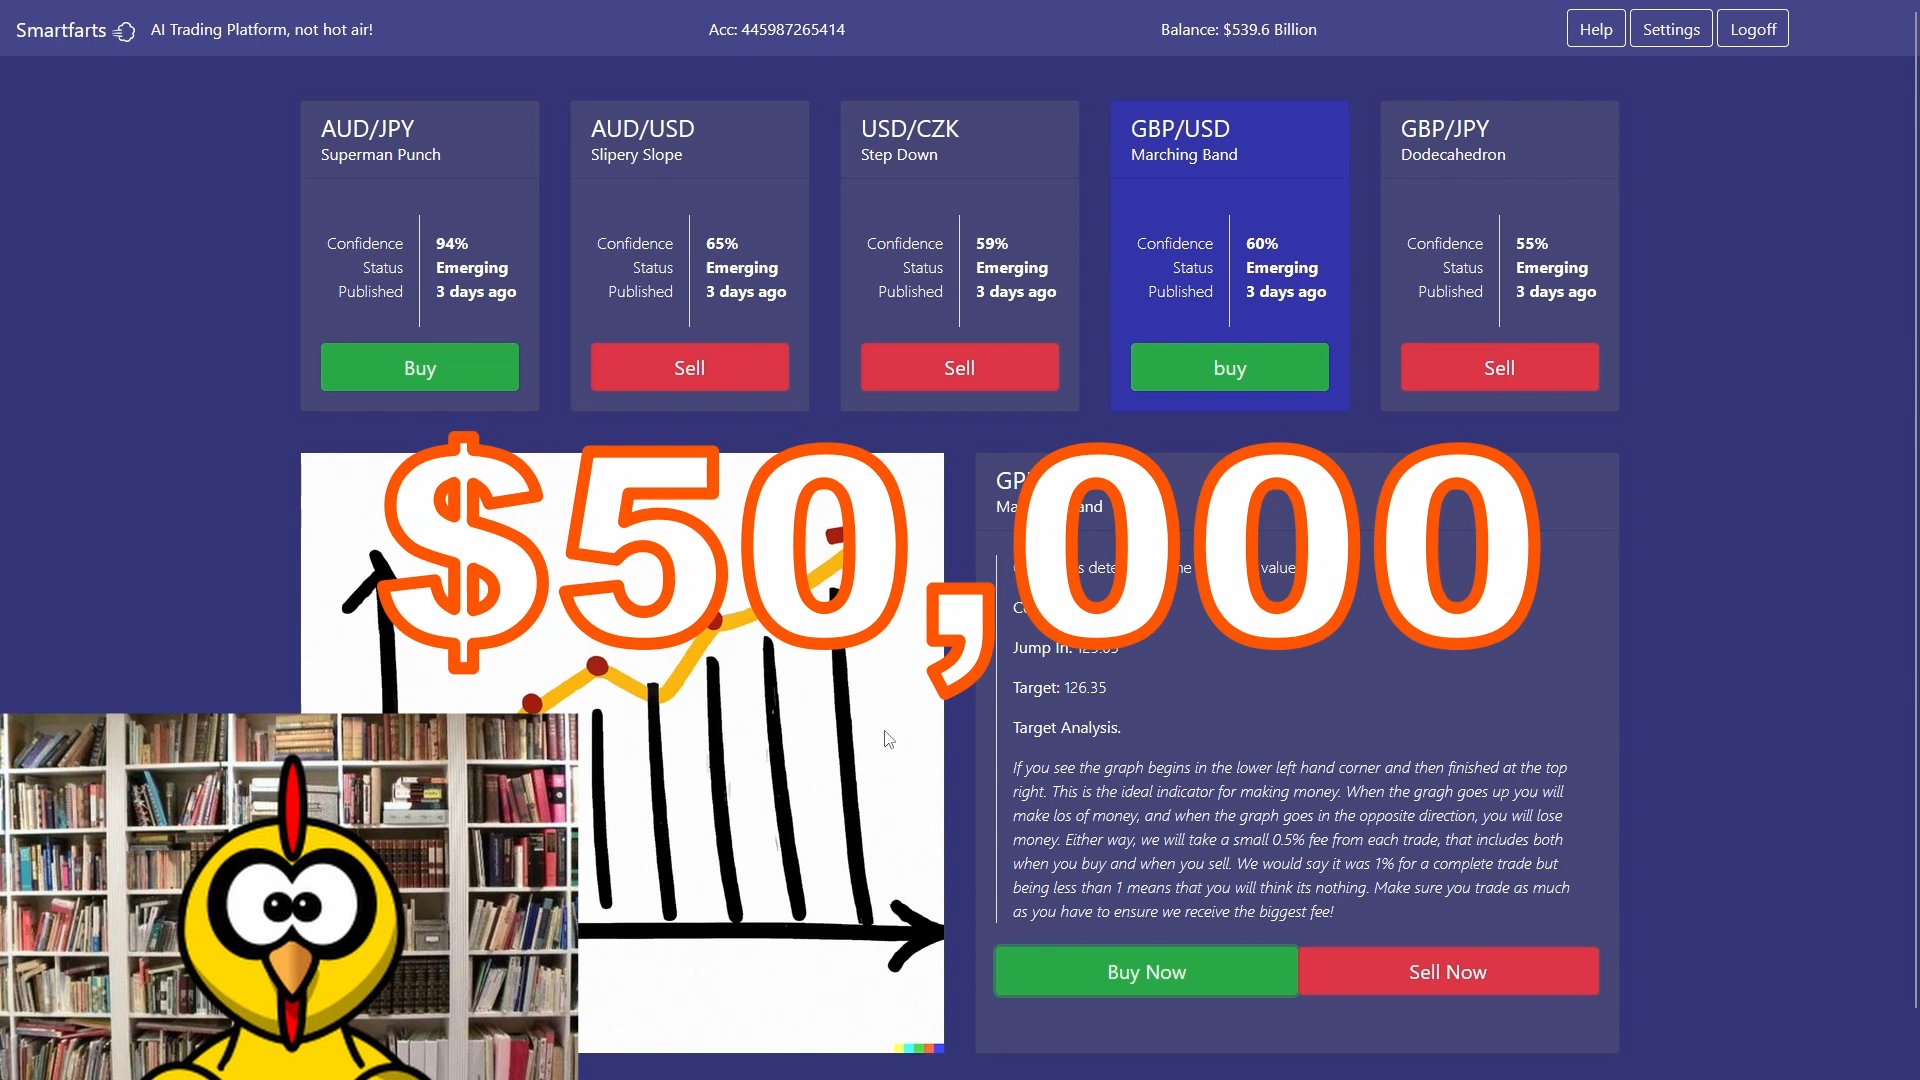 Smartfarts
AI Trading Platform, not hot air!
Acc: 445987265414
Balance: $539.6 Billion
Help
Settings
Logoff
AUD/JPY
Superman Punch
Confidence 94%
Status Emerging
Published 3 days ago
Buy
AUD/USD
Slipery Slope
Confidence 65%
Status Emerging
Published 3 days ago
Sell
USD/CZK
Step Down
Confidence 59%
Status Emerging
Published 3 days ago
Sell
GBP/USD
Marching Band
Confidence 60%
Status Emerging
Published 3 days ago
buy
GBP/JPY
Dodecahedron
Confidence 55%
Status Emerging
Published 3 days ago
Sell
$50,000
Jump In:
Target: 126.35
Target Analysis.
If you see the graph begins in the lower left hand corner and then finished at the top
right. This is the ideal indicator for making money. When the gragh goes up you will
make los of money, and when the graph goes in the opposite direction, you will lose
money. Either way, we will take a small 0.5% fee from each trade, that includes both
when you buy and when you sell. We would say it was 1% for a complete trade but
being less than 1 means that you will think its nothing. Make sure you trade as much
as you have to ensure we receive the biggest fee!
Buy Now
Sell Now